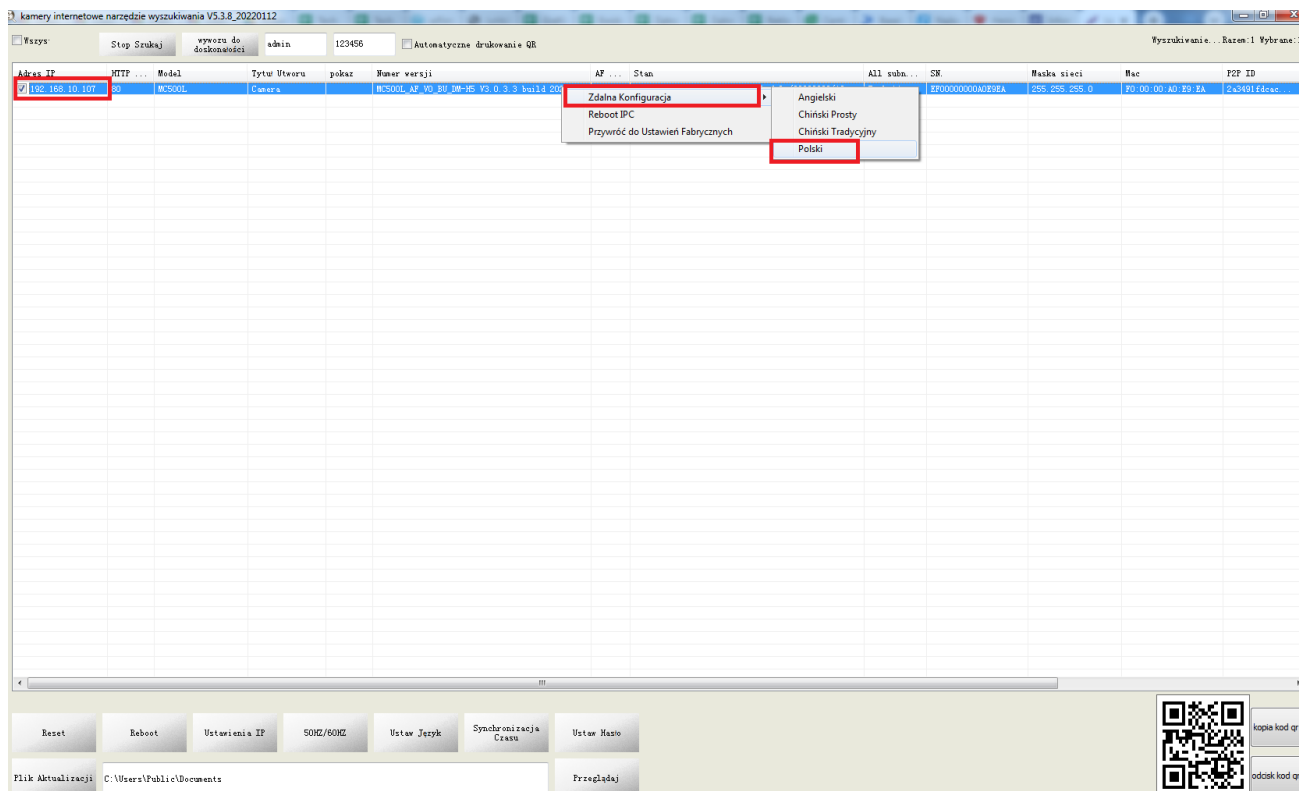 kamery internetowe narzędzie wyszukiwania V5.3.8_20220112
Wszys
Stop Szukaj
wywozu do doskonałości
admin
123456
Automatyczne drukowanie QR
Wyszukiwanie...Razem:1 Wybrane:
Adres IP HTTP ... Model Tytuł Utworu pokaz Numer wersji AF ... Stan All subn... SN. Maska sieci Mac P2P ID
192.168.10.107 80 MC500L Camera MC500L_AF_V0_BU_DM-H5 V3.0.3.3 build 202 EF00000000A0E9EA 255.255.255.0 F0:00:00:A0:E9:EA 2a3491fdcac...
Zdalna Konfiguracja
Reboot IPC
Przywróć do Ustawień Fabrycznych
Angielski
Chiński Prosty
Chiński Tradycyjny
Polski
Reset
Reboot
Ustawienia IP
50HZ/60HZ
Ustaw Język
Synchronizacja Czasu
Ustaw Hasło
kopia kod qr
Plik Aktualizacji
C:\Users\Public\Documents
Przeglądaj
odcisk kod qr